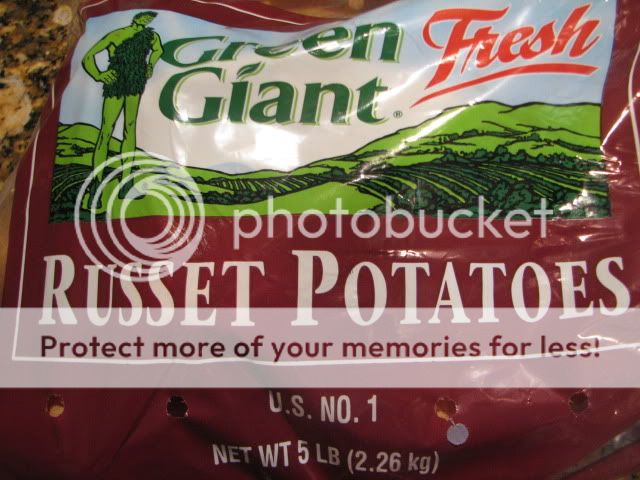 Green Fresh
Giant®
photobucket
RUSSET POTATOES
Protect more of your memories for less!
U.S. NO. 1
NET WT 5 LB (2.26 kg)